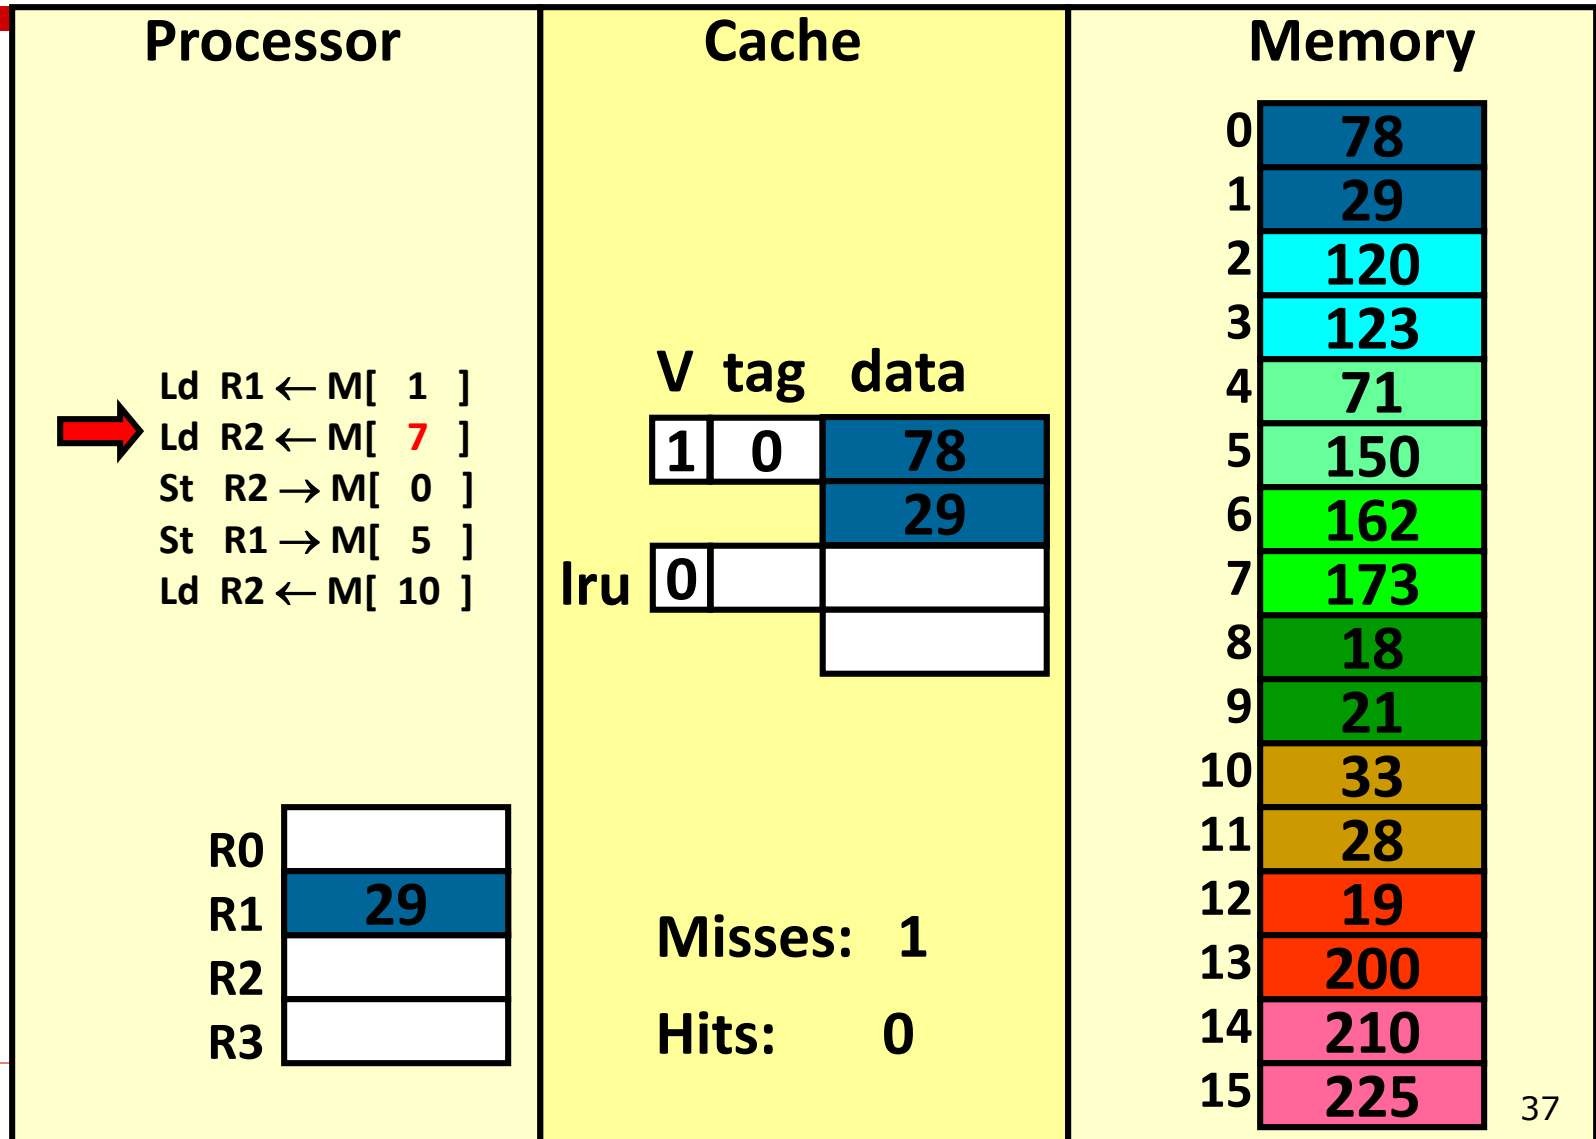 Processor
Ld R1 ← M[ 1 ]
Ld R2 ← M[ 7 ]
St R2 → M[ 0 ]
St R1 → M[ 5 ]
Ld R2 ← M[ 10 ]
R0
R1 29
R2
R3
Cache
V tag data
1 0 78
29
lru 0
Misses: 1
Hits: 0
Memory
0 78
1 29
2 120
3 123
4 71
5 150
6 162
7 173
8 18
9 21
10 33
11 28
12 19
13 200
14 210
15 225
37